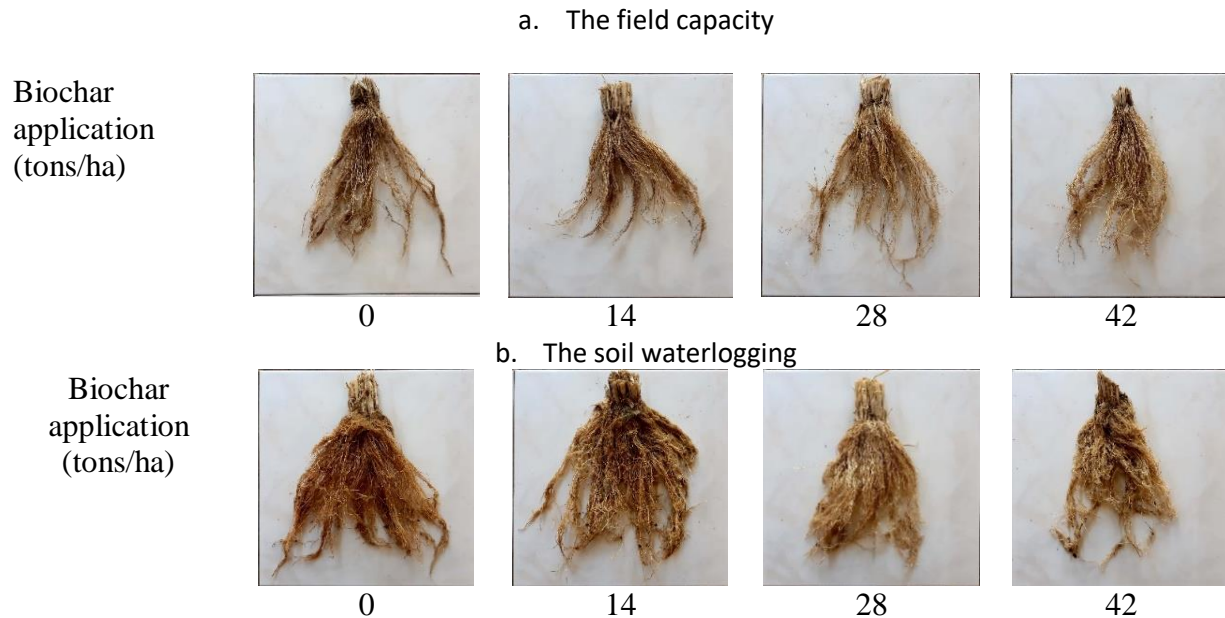 a. The field capacity
Biochar
application
(tons/ha)
0 14 28 42
b. The soil waterlogging
Biochar
application
(tons/ha)
0 14 28 42